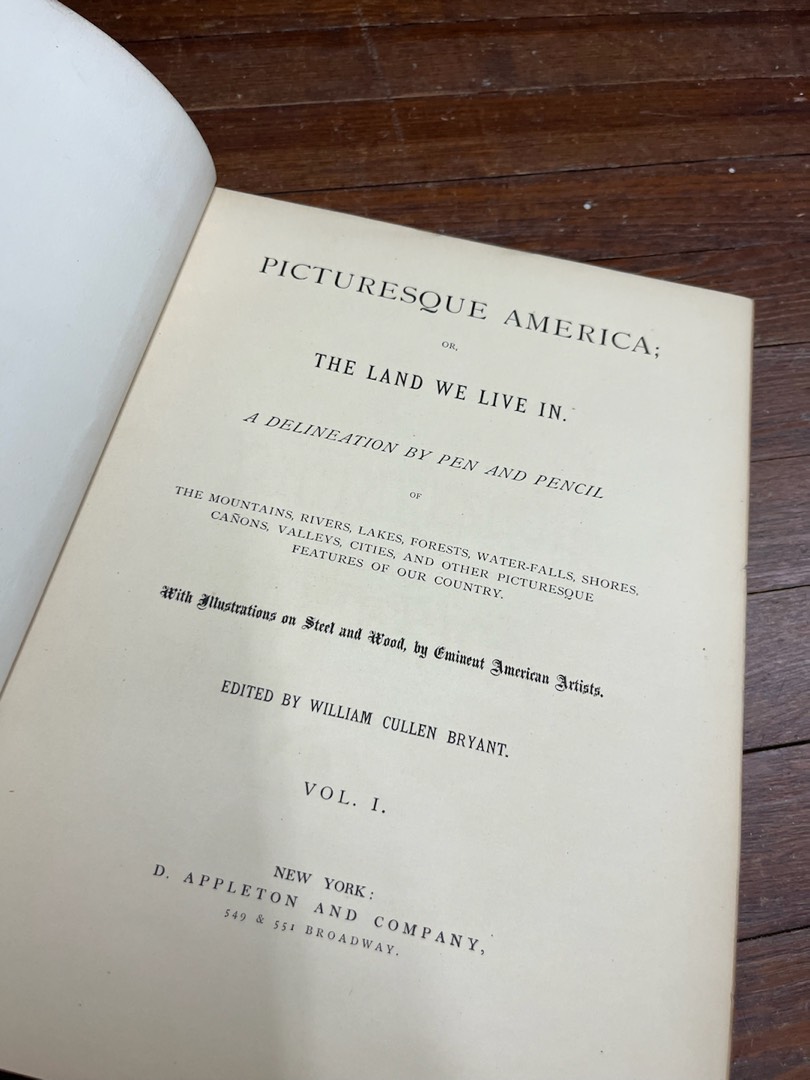 PICTURESQUE AMERICA;
OR,
THE LAND WE LIVE IN.
A DELINEATION BY PEN AND PENCIL
OF
THE MOUNTAINS, RIVERS, LAKES, FORESTS, WATER-FALLS, SHORES,
CAÑONS, VALLEYS, CITIES, AND OTHER PICTURESQUE
FEATURES OF OUR COUNTRY.
With Illustrations on Steel and Wood, by Eminent American Artists.
EDITED BY WILLIAM CULLEN BRYANT.
VOL. I.
NEW YORK:
D. APPLETON AND COMPANY,
549 & 551 BROADWAY.